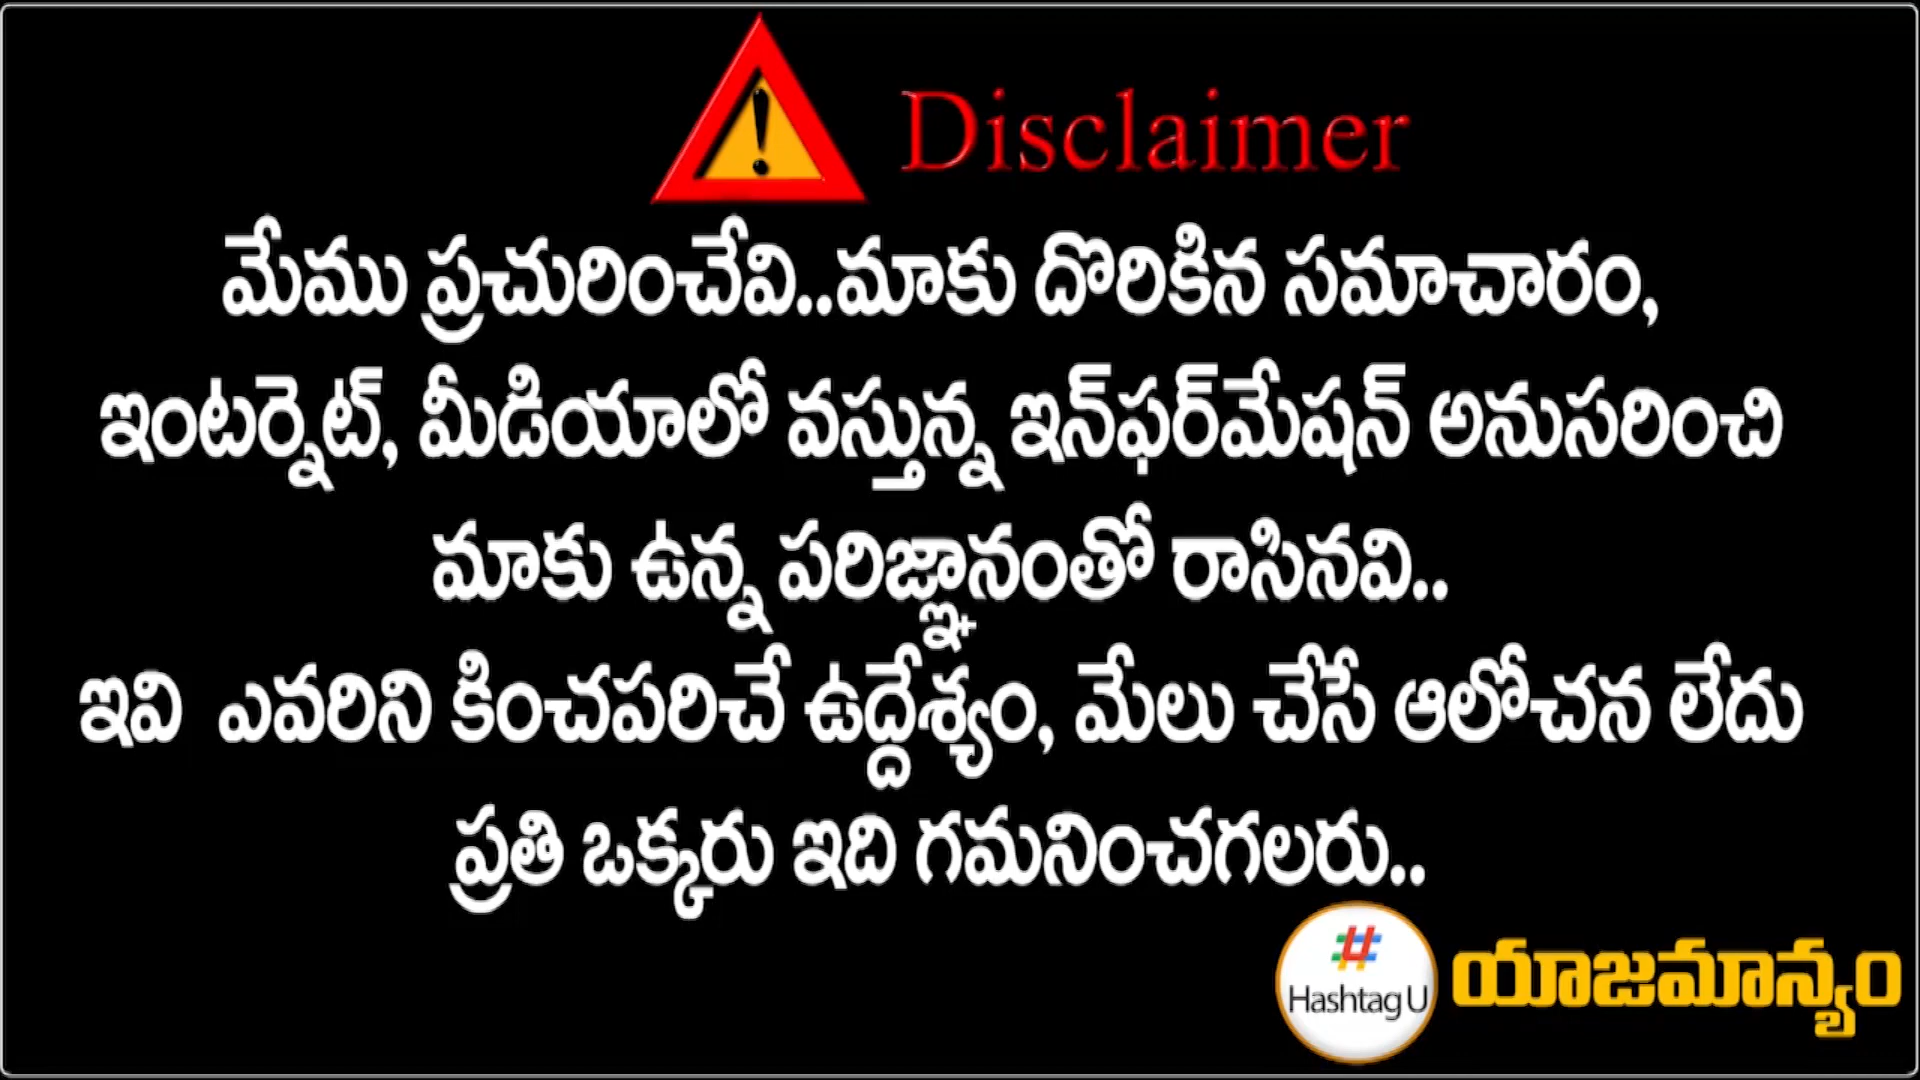 Disclaimer
మేము ప్రచురించేవి..మాకు దొరికిన సమాచారం,
ఇంటర్నెట్, మీడియాలో వస్తున్న ఇన్‌ఫర్‌మేషన్ అనుసరించి
మాకు ఉన్న పరిజ్ఞానంతో రాసినవి..
ఇవి ఎవరిని కించపరిచే ఉద్దేశ్యం, మేలు చేసే ఆలోచన లేదు
ప్రతి ఒక్కరు ఇది గమనించగలరు..
# Hashtag U యాజమాన్యం